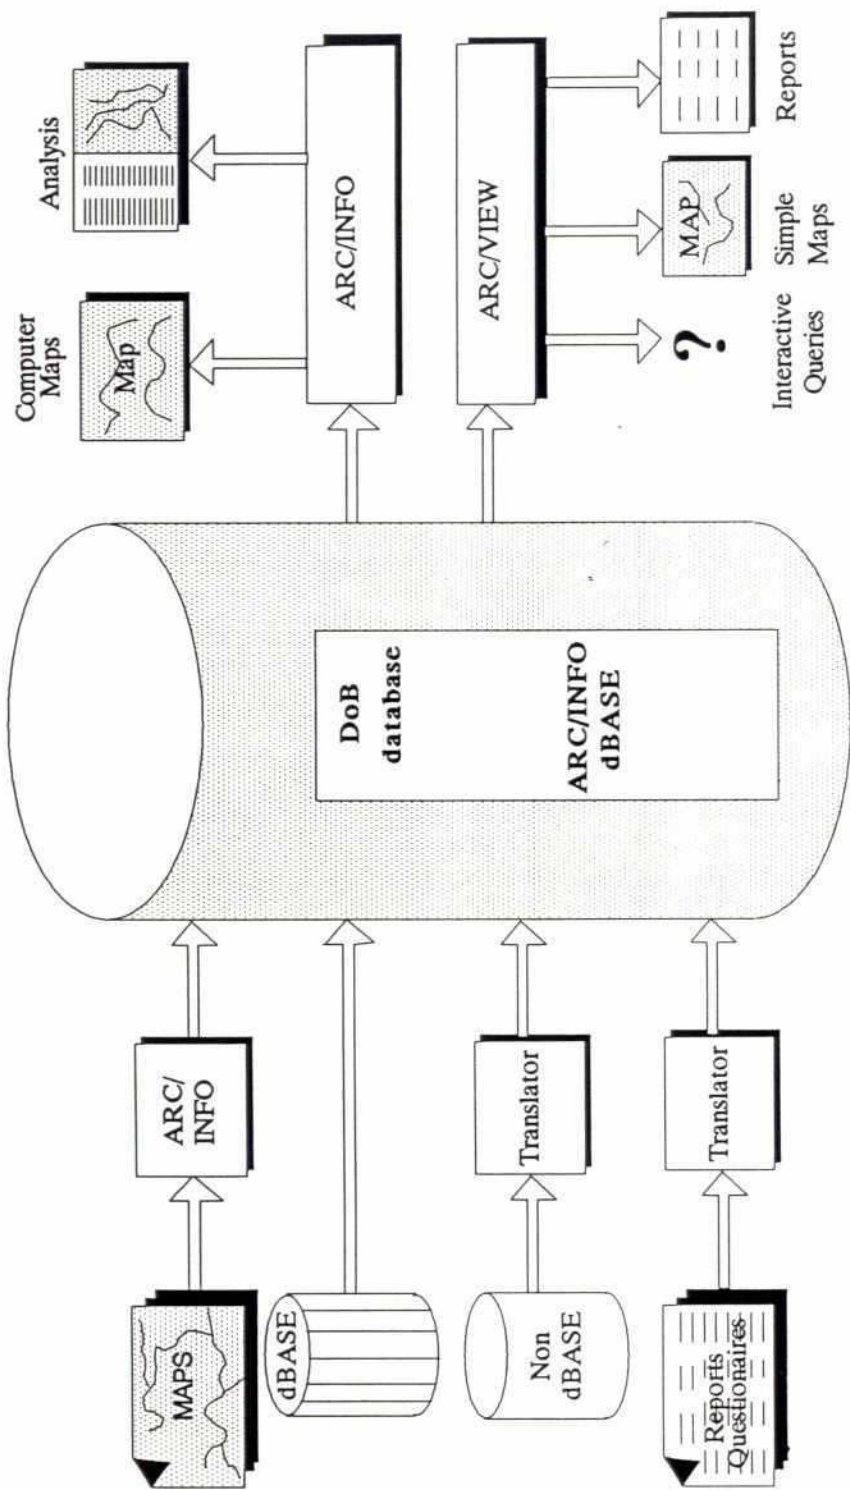 MAPS
dBASE
Non
dBASE
Reports
Questionaires
ARC/
INFO
Translator
Translator
DoB
database
ARC/INFO
dBASE
ARC/INFO
ARC/VIEW
Computer
Maps
Map
Analysis
?
Interactive
Queries
MAP
Simple
Maps
Reports